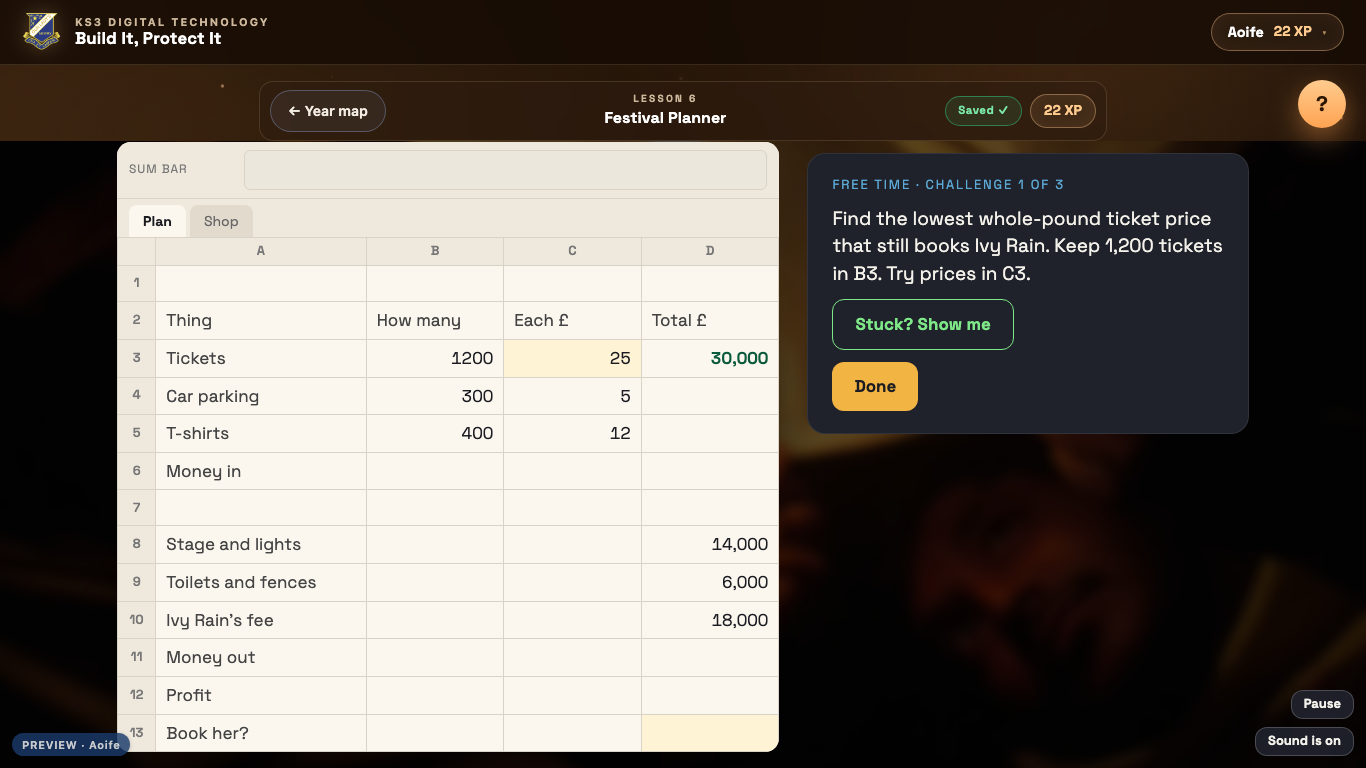 KS3 DIGITAL TECHNOLOGY
Build It, Protect It
Aoife 22 XP
← Year map
LESSON 6
Festival Planner
Saved ✓
22 XP
?
SUM BAR
Plan Shop
A B C D
1
2 Thing How many Each £ Total £
3 Tickets 1200 25 30,000
4 Car parking 300 5
5 T-shirts 400 12
6 Money in
7
8 Stage and lights 14,000
9 Toilets and fences 6,000
10 Ivy Rain's fee 18,000
11 Money out
12 Profit
13 Book her?
FREE TIME · CHALLENGE 1 OF 3
Find the lowest whole-pound ticket price
that still books Ivy Rain. Keep 1,200 tickets
in B3. Try prices in C3.
Stuck? Show me
Done
Pause
Sound is on
PREVIEW · Aoife